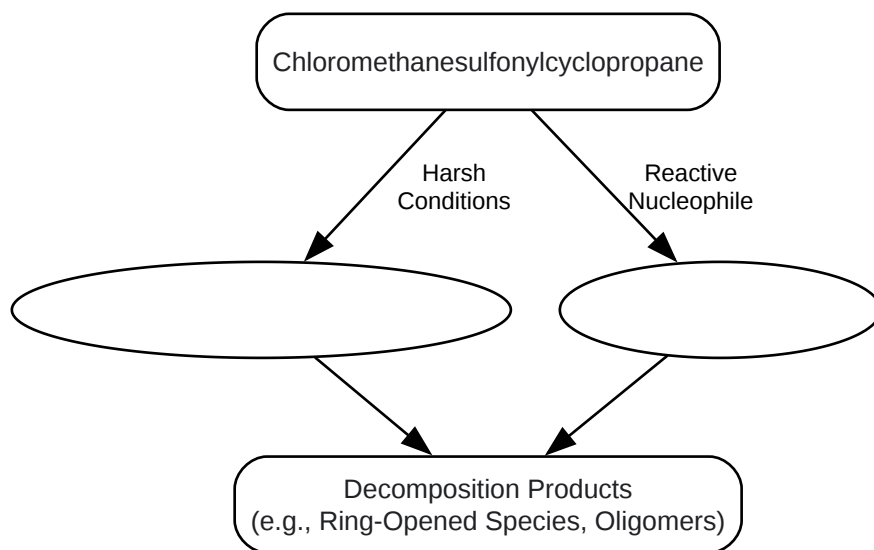 Chloromethanesulfonylcyclopropane
Harsh
Conditions
Reactive
Nucleophile
Decomposition Products
(e.g., Ring-Opened Species, Oligomers)